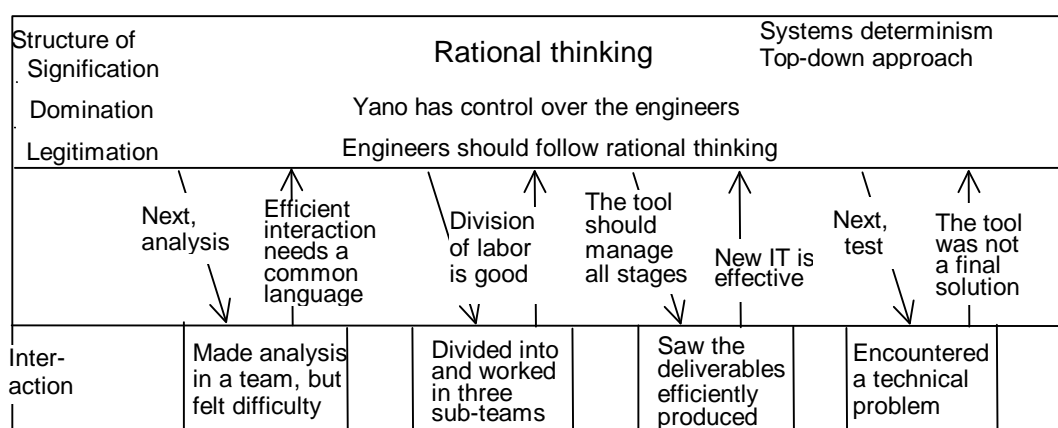 Structure of
Signification
Rational thinking
Systems determinism
Top-down approach
Domination
Yano has control over the engineers
Legitimation
Engineers should follow rational thinking
Next,
analysis
Efficient
interaction
needs a
common
language
Division
of labor
is good
The tool
should
manage
all stages
New IT is
effective
Next,
test
The tool
was not
a final
solution
Inter-
action
Made analysis
in a team, but
felt difficulty
Divided into
and worked
in three
sub-teams
Saw the
deliverables
efficiently
produced
Encountered
a technical
problem